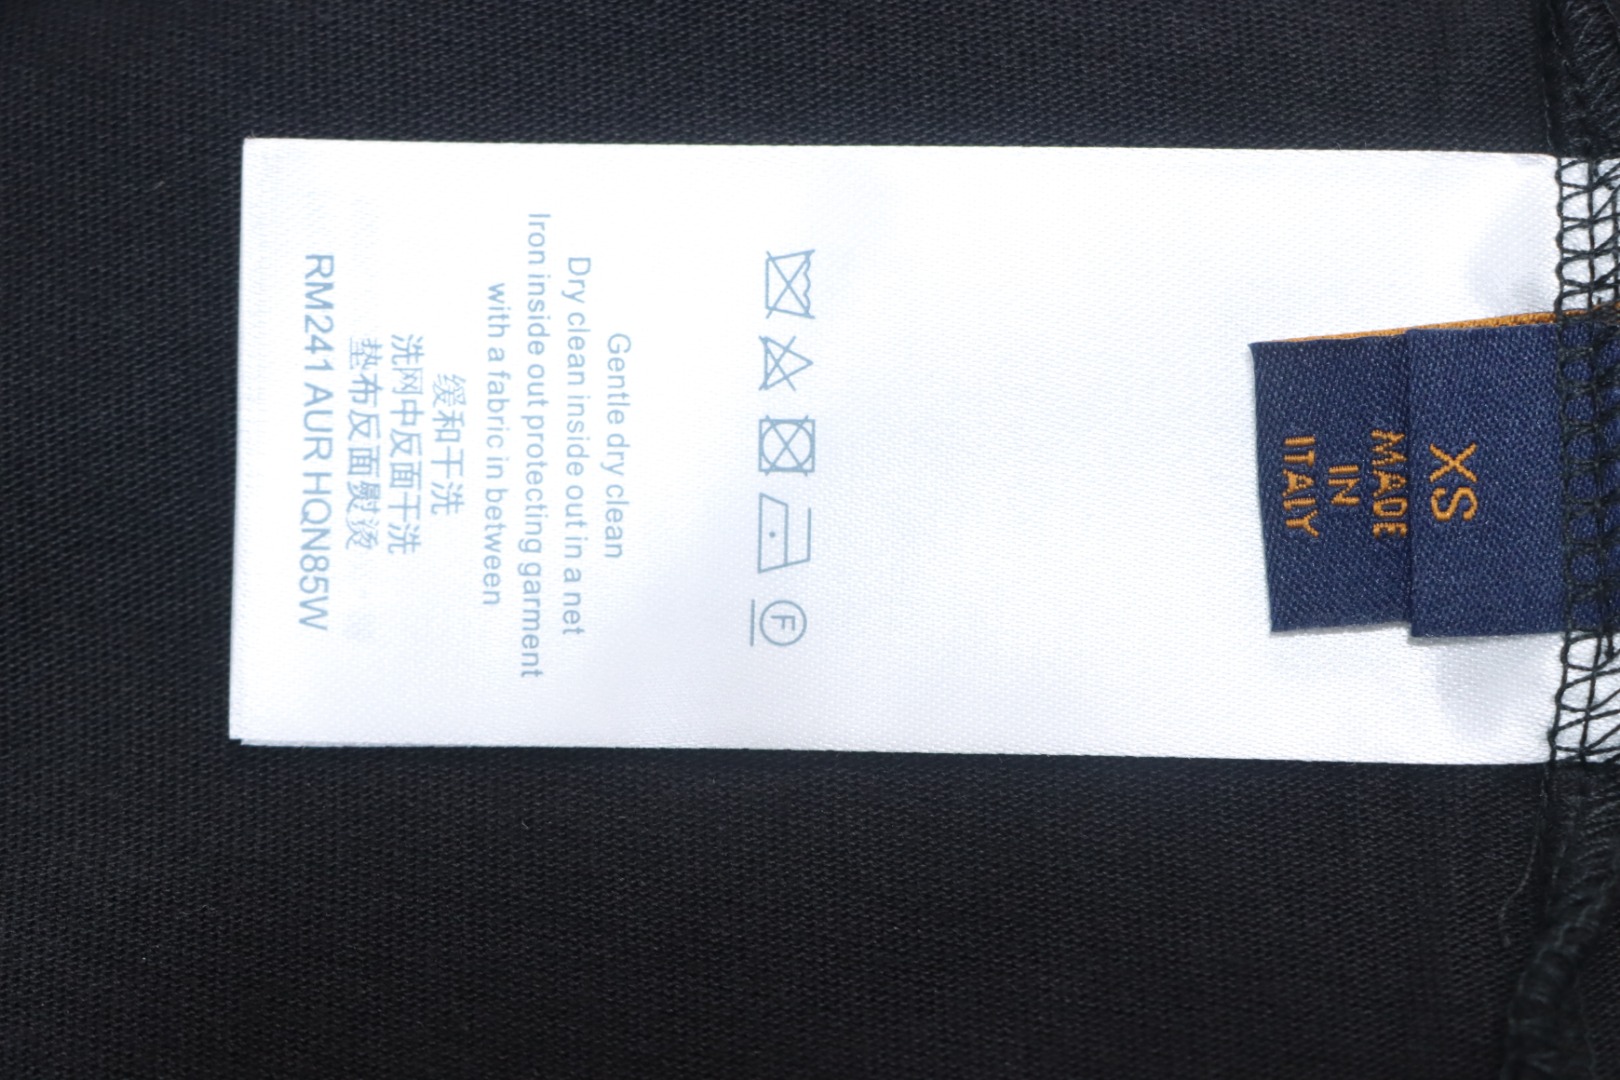 XS
MADE
IN
ITALY
F
Gentle dry clean
Dry clean inside out in a net
Iron inside out protecting garment
with a fabric in between
缓和干洗
洗网中反面干洗
垫布反面熨烫
RM241 AUR HQN85W